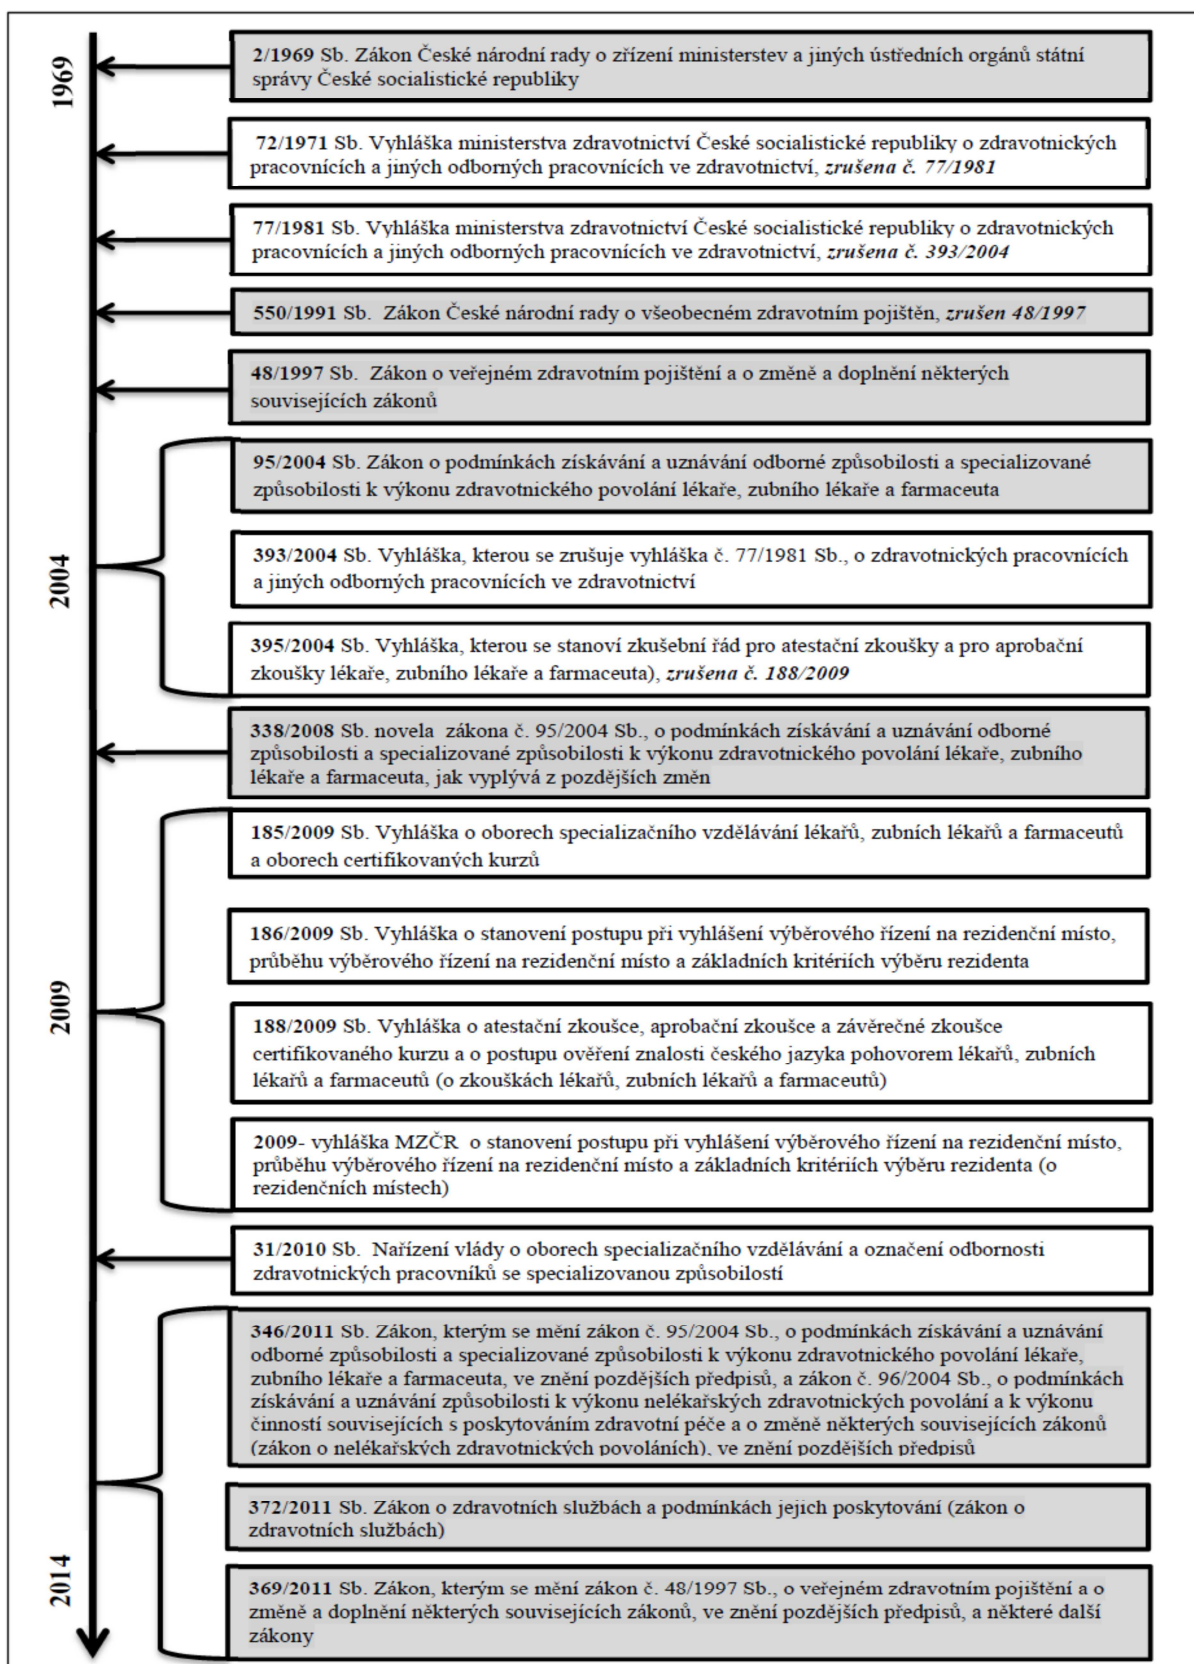 1969
2/1969 Sb. Zákon České národní rady o zřízení ministerstev a jiných ústředních orgánů státní
správy České socialistické republiky
72/1971 Sb. Vyhláška ministerstva zdravotnictví České socialistické republiky o zdravotnických
pracovnících a jiných odborných pracovnících ve zdravotnictví, zrušena č. 77/1981
77/1981 Sb. Vyhláška ministerstva zdravotnictví České socialistické republiky o zdravotnických
pracovnících a jiných odborných pracovnících ve zdravotnictví, zrušena č. 393/2004
550/1991 Sb. Zákon České národní rady o všeobecném zdravotním pojištěn, zrušen 48/1997
48/1997 Sb. Zákon o veřejném zdravotním pojištění a o změně a doplnění některých
souvisejících zákonů
2004
95/2004 Sb. Zákon o podmínkách získávání a uznávání odborné způsobilosti a specializované
způsobilosti k výkonu zdravotnického povolání lékaře, zubního lékaře a farmaceuta
393/2004 Sb. Vyhláška, kterou se zrušuje vyhláška č. 77/1981 Sb., o zdravotnických pracovnících
a jiných odborných pracovnících ve zdravotnictví
395/2004 Sb. Vyhláška, kterou se stanoví zkušební řád pro atestační zkoušky a pro aprobační
zkoušky lékaře, zubního lékaře a farmaceuta), zrušena č. 188/2009
338/2008 Sb. novela zákona č. 95/2004 Sb., o podmínkách získávání a uznávání odborné
způsobilosti a specializované způsobilosti k výkonu zdravotnického povolání lékaře, zubního
lékaře a farmaceuta, jak vyplývá z pozdějších změn
2009
185/2009 Sb. Vyhláška o oborech specializačního vzdělávání lékařů, zubních lékařů a farmaceutů
a oborech certifikovaných kurzů
186/2009 Sb. Vyhláška o stanovení postupu při vyhlášení výběrového řízení na rezidenční místo,
průběhu výběrového řízení na rezidenční místo a základních kritériích výběru rezidenta
188/2009 Sb. Vyhláška o atestační zkoušce, aprobační zkoušce a závěrečné zkoušce
certifikovaného kurzu a o postupu ověření znalosti českého jazyka pohovorem lékařů, zubních
lékařů a farmaceutů (o zkouškách lékařů, zubních lékařů a farmaceutů)
2009- vyhláška MZČR o stanovení postupu při vyhlášení výběrového řízení na rezidenční místo,
průběhu výběrového řízení na rezidenční místo a základních kritériích výběru rezidenta (o
rezidenčních místech)
31/2010 Sb. Nařízení vlády o oborech specializačního vzdělávání a označení odbornosti
zdravotnických pracovníků se specializovanou způsobilostí
2014
346/2011 Sb. Zákon, kterým se mění zákon č. 95/2004 Sb., o podmínkách získávání a uznávání
odborné způsobilosti a specializované způsobilosti k výkonu zdravotnického povolání lékaře,
zubního lékaře a farmaceuta, ve znění pozdějších předpisů, a zákon č. 96/2004 Sb., o podmínkách
získávání a uznávání způsobilosti k výkonu nelékařských zdravotnických povolání a k výkonu
činností souvisejících s poskytováním zdravotní péče a o změně některých souvisejících zákonů
(zákon o nelékařských zdravotnických povoláních), ve znění pozdějších předpisů
372/2011 Sb. Zákon o zdravotních službách a podmínkách jejich poskytování (zákon o
zdravotních službách)
369/2011 Sb. Zákon, kterým se mění zákon č. 48/1997 Sb., o veřejném zdravotním pojištění a o
změně a doplnění některých souvisejících zákonů, ve znění pozdějších předpisů, a některé další
zákony